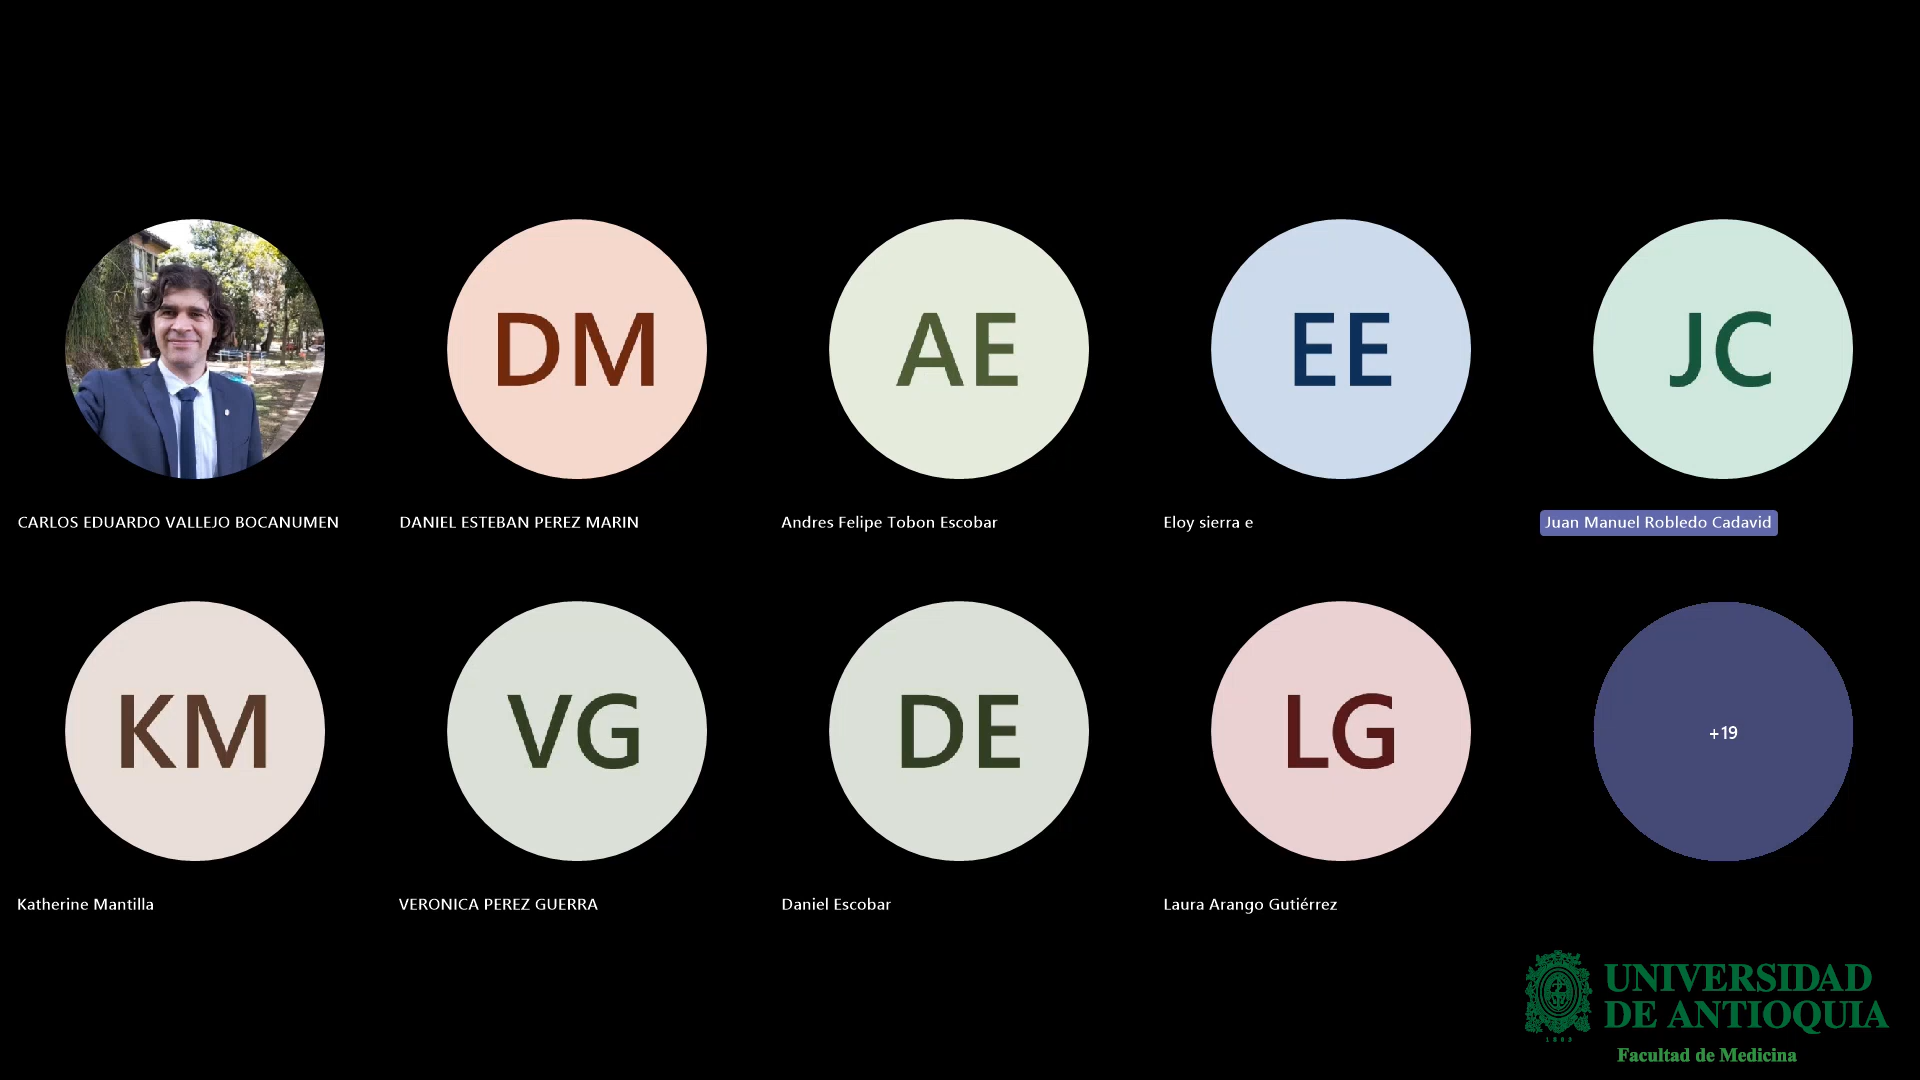 DM
AE
EE
JC
CARLOS EDUARDO VALLEJO BOCANUMEN
DANIEL ESTEBAN PEREZ MARIN
Andres Felipe Tobon Escobar
Eloy sierra e
Juan Manuel Robledo Cadavid
KM
VG
DE
LG
+19
Katherine Mantilla
VERONICA PEREZ GUERRA
Daniel Escobar
Laura Arango Gutiérrez
UNIVERSIDAD
DE ANTIOQUIA
1803
Facultad de Medicina